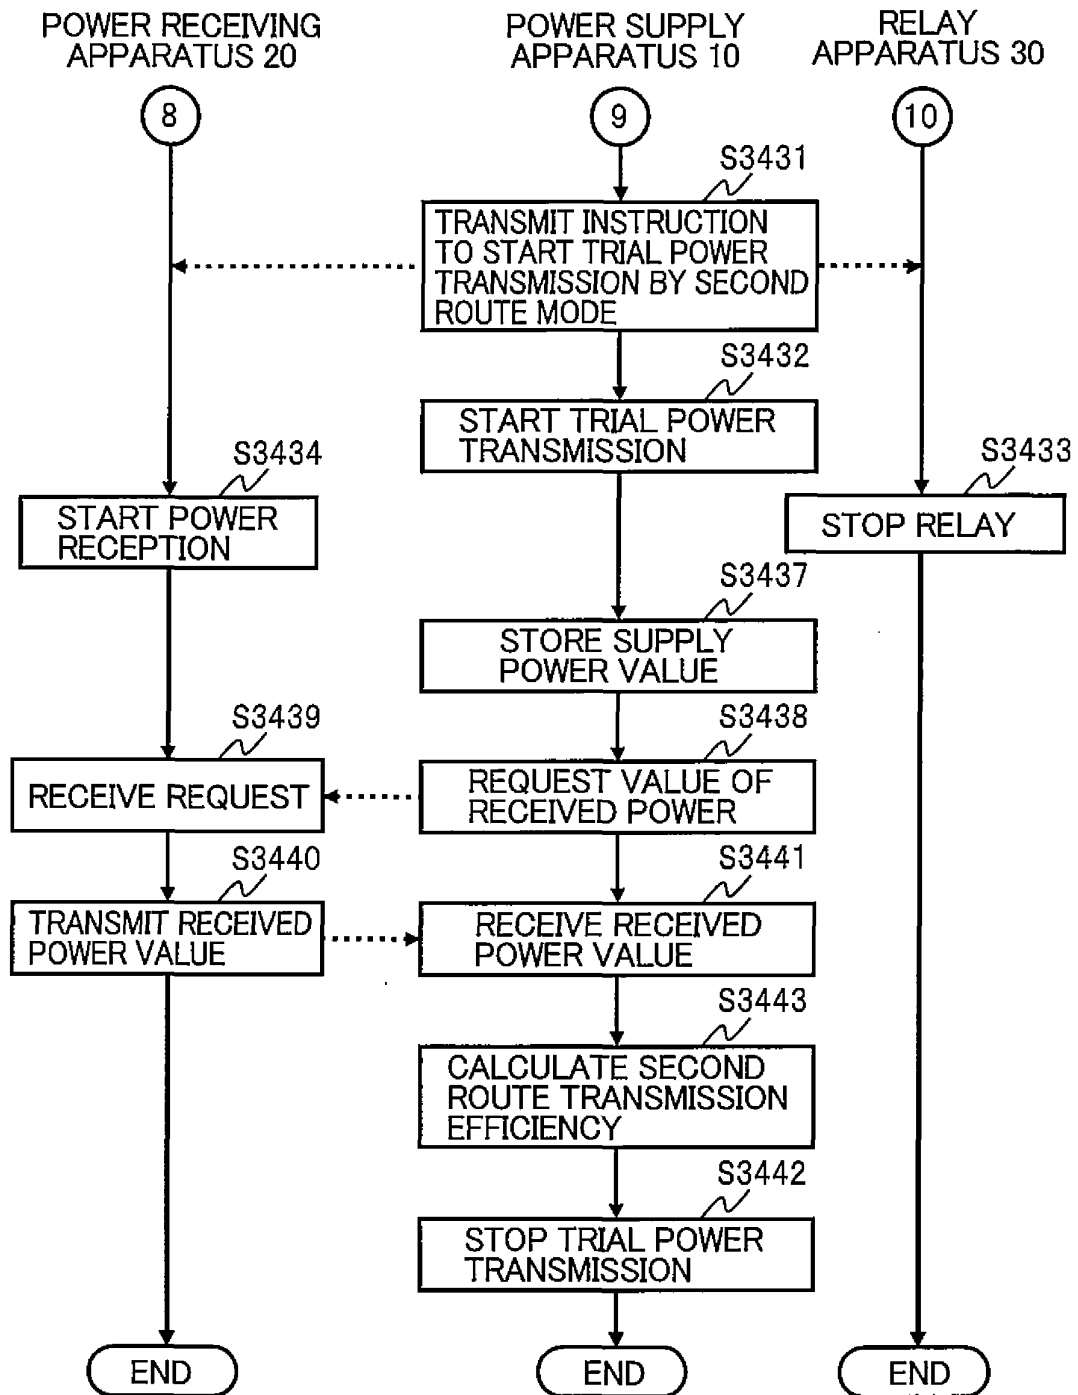 POWER RECEIVING
APPARATUS 20
POWER SUPPLY
APPARATUS 10
RELAY
APPARATUS 30
8
9
10
S3431
TRANSMIT INSTRUCTION
TO START TRIAL POWER
TRANSMISSION BY SECOND
ROUTE MODE
S3432
START TRIAL POWER
TRANSMISSION
S3434
START POWER
RECEPTION
S3433
STOP RELAY
S3437
STORE SUPPLY
POWER VALUE
S3439
RECEIVE REQUEST
S3438
REQUEST VALUE OF
RECEIVED POWER
S3440
TRANSMIT RECEIVED
POWER VALUE
S3441
RECEIVE RECEIVED
POWER VALUE
S3443
CALCULATE SECOND
ROUTE TRANSMISSION
EFFICIENCY
S3442
STOP TRIAL POWER
TRANSMISSION
END
END
END